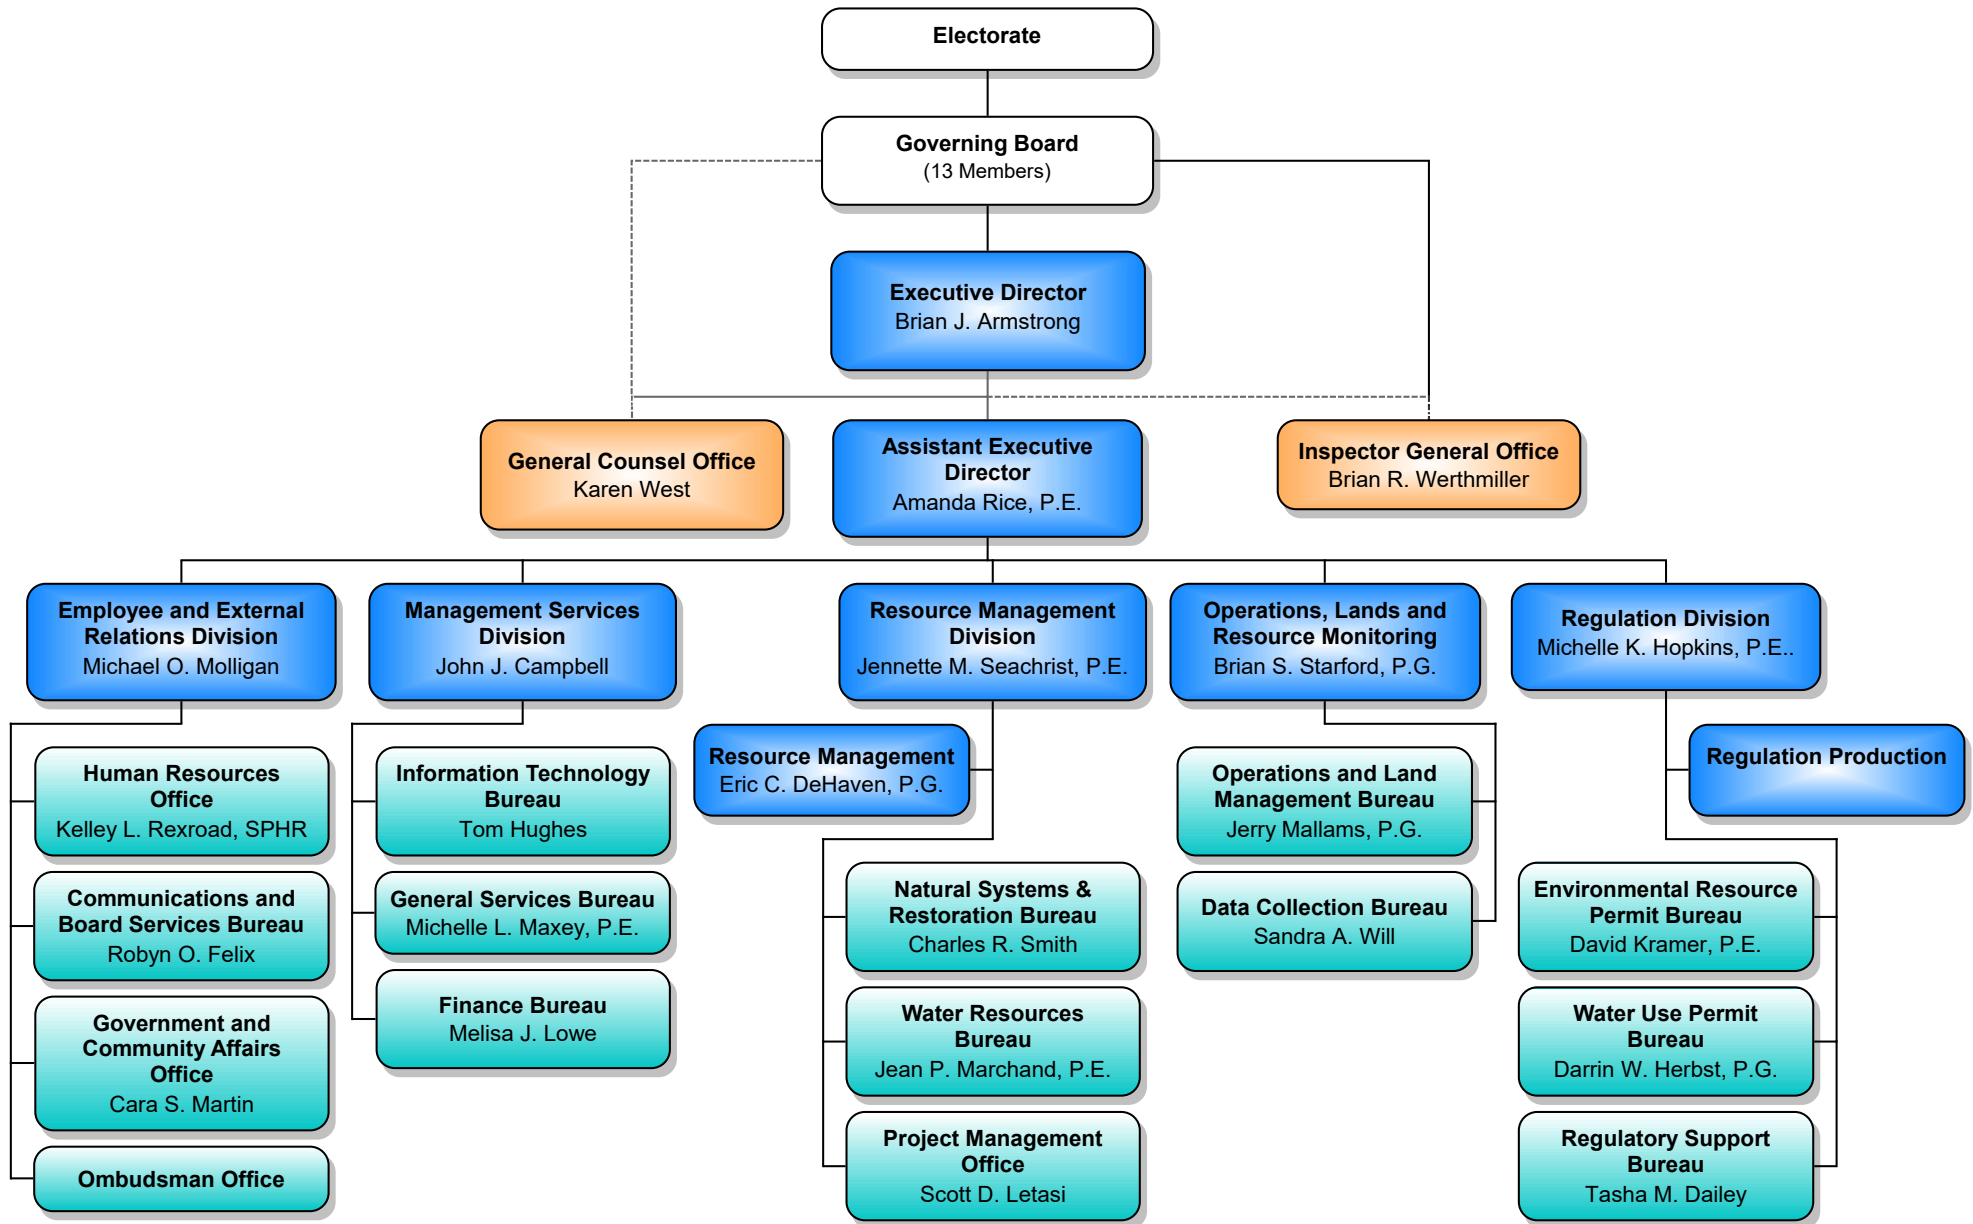 Electorate
Governing Board
(13 Members)
Executive Director
Brian J. Armstrong
General Counsel Office
Karen West
Assistant Executive
Director
Amanda Rice, P.E.
Inspector General Office
Brian R. Werthmiller
Employee and External
Relations Division
Michael O. Molligan
Management Services
Division
John J. Campbell
Resource Management
Division
Jennette M. Seachrist, P.E.
Operations, Lands and
Resource Monitoring
Brian S. Starford, P.G.
Regulation Division
Michelle K. Hopkins, P.E..
Human Resources
Office
Kelley L. Rexroad, SPHR
Communications and
Board Services Bureau
Robyn O. Felix
Government and
Community Affairs
Office
Cara S. Martin
Ombudsman Office
Information Technology
Bureau
Tom Hughes
General Services Bureau
Michelle L. Maxey, P.E.
Finance Bureau
Melisa J. Lowe
Resource Management
Eric C. DeHaven, P.G.
Natural Systems &
Restoration Bureau
Charles R. Smith
Water Resources
Bureau
Jean P. Marchand, P.E.
Project Management
Office
Scott D. Letasi
Operations and Land
Management Bureau
Jerry Mallams, P.G.
Data Collection Bureau
Sandra A. Will
Regulation Production
Environmental Resource
Permit Bureau
David Kramer, P.E.
Water Use Permit
Bureau
Darrin W. Herbst, P.G.
Regulatory Support
Bureau
Tasha M. Dailey